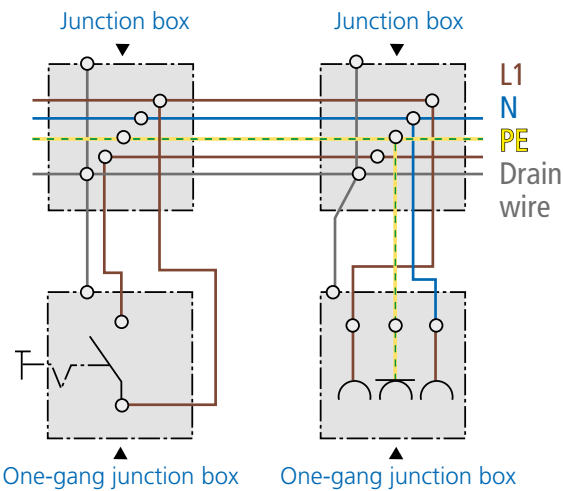 Junction box
Junction box
L1
N
PE
Drain
wire
One-gang junction box
One-gang junction box